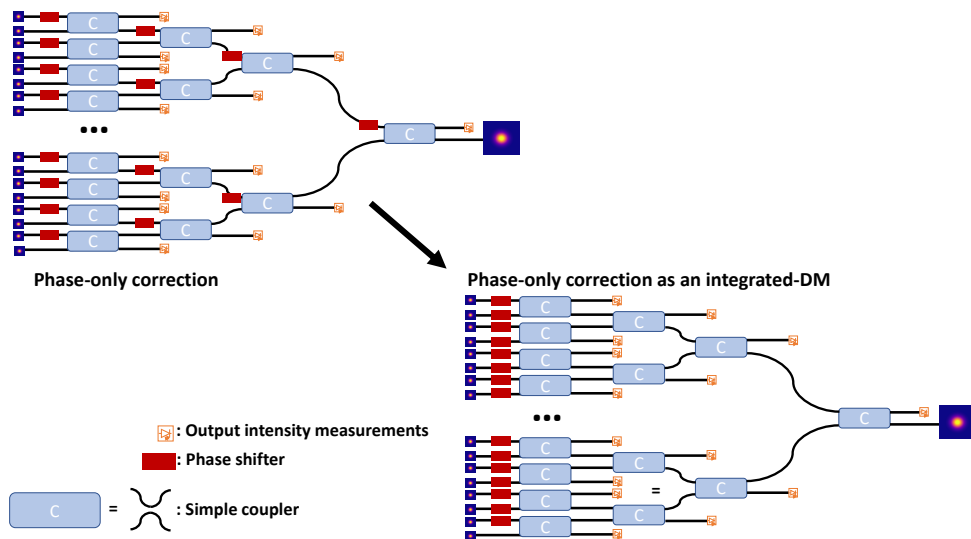 C
C
C
C
C
C
C
...
C
C
C
C
C
C
C
C
Phase-only correction
Phase-only correction as an integrated-DM
C
C
C
C
C
C
C
...
C
C
C
C
C
=
C
C
C
: Output intensity measurements
: Phase shifter
C = : Simple coupler